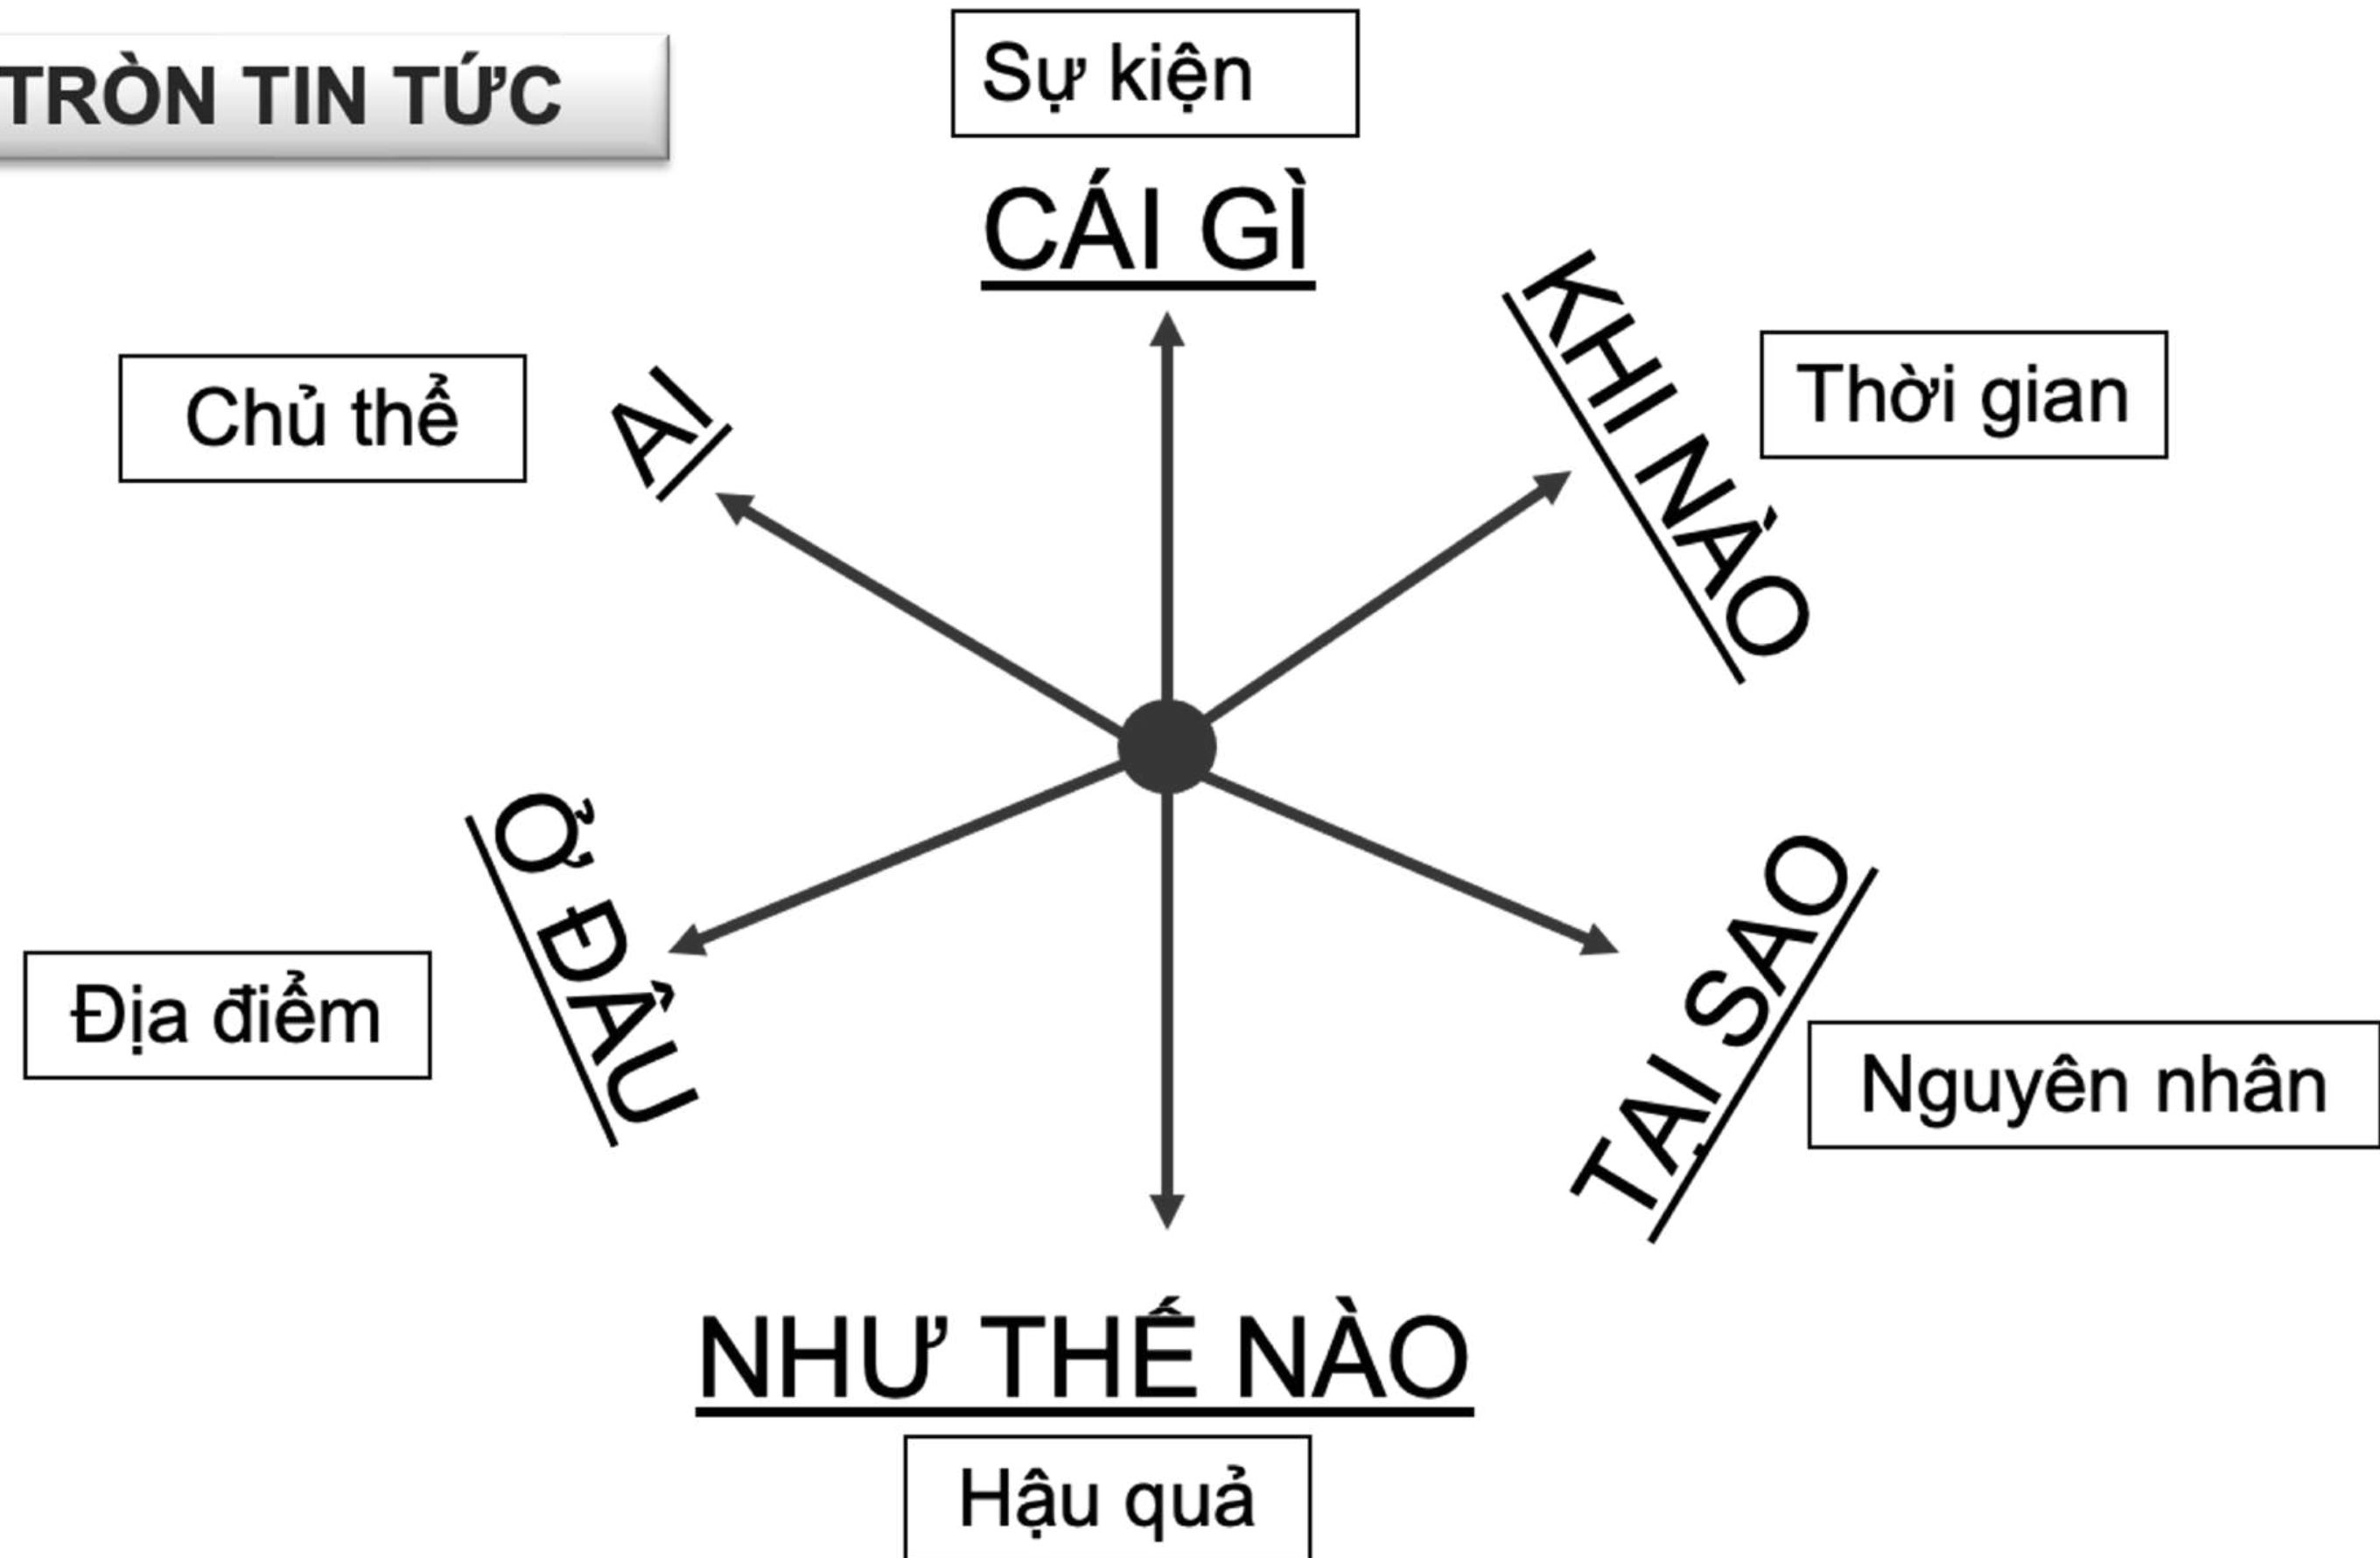 TRÒN TIN TỨC
Sự kiện
CÁI GÌ
KHI NÀO
Thời gian
Chủ thể
AI
Ở ĐÂU
Địa điểm
TẠI SAO
Nguyên nhân
NHƯ THẾ NÀO
Hậu quả